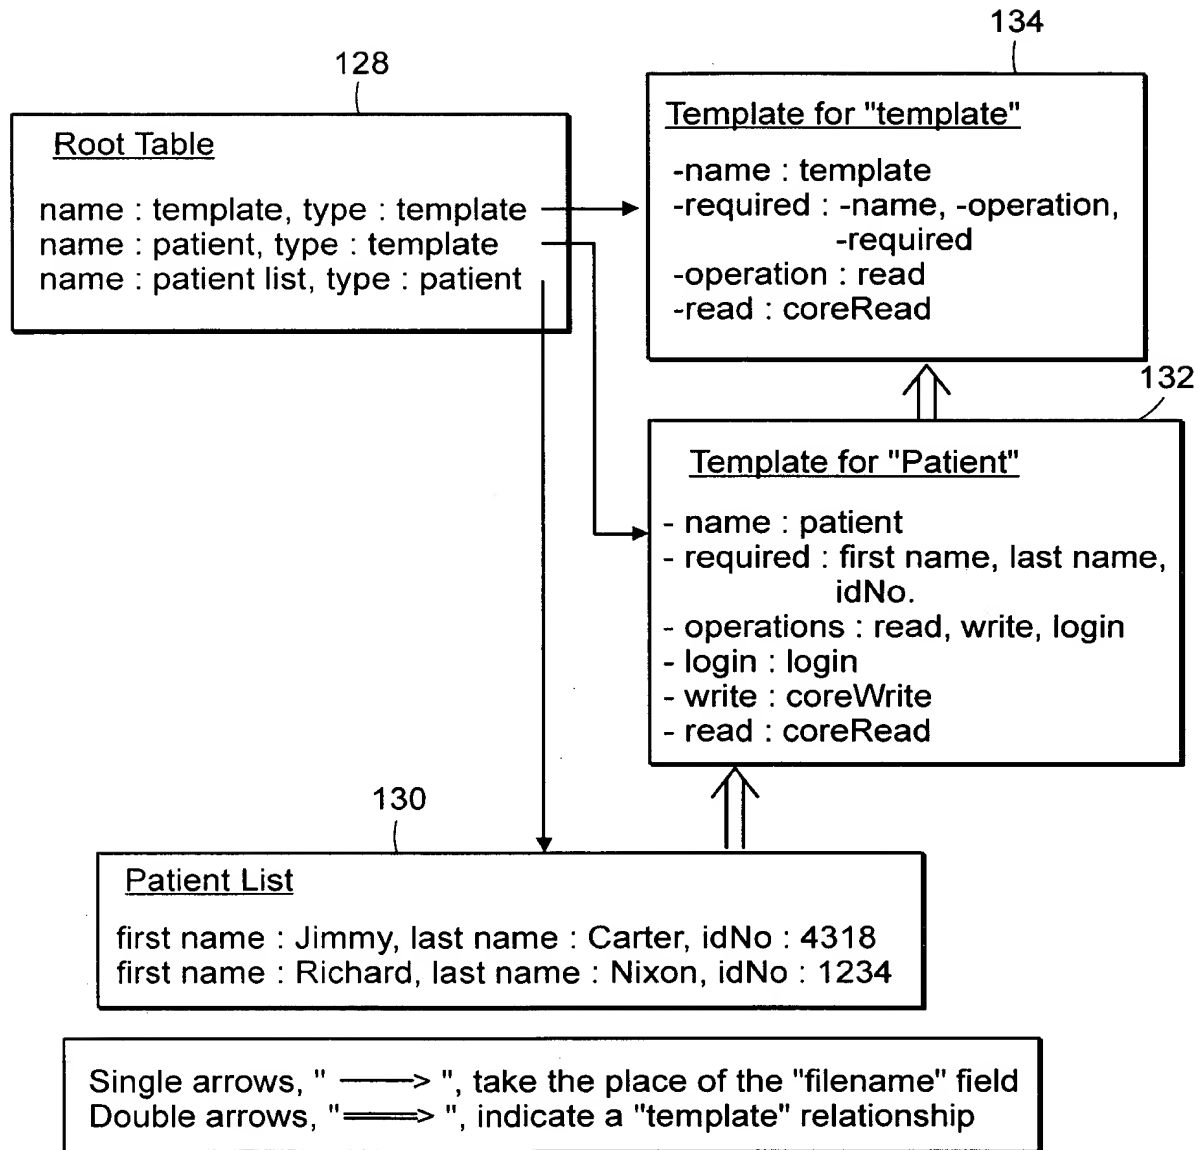 134
128
Template for "template"
-name : template
-required : -name, -operation,
-required
-operation : read
-read : coreRead
Root Table
name : template, type : template
name : patient, type : template
name : patient list, type : patient
132
Template for "Patient"
- name : patient
- required : first name, last name,
idNo.
- operations : read, write, login
- login : login
- write : coreWrite
- read : coreRead
130
Patient List
first name : Jimmy, last name : Carter, idNo : 4318
first name : Richard, last name : Nixon, idNo : 1234
Single arrows, " ——> ", take the place of the "filename" field
Double arrows, "===> ", indicate a "template" relationship